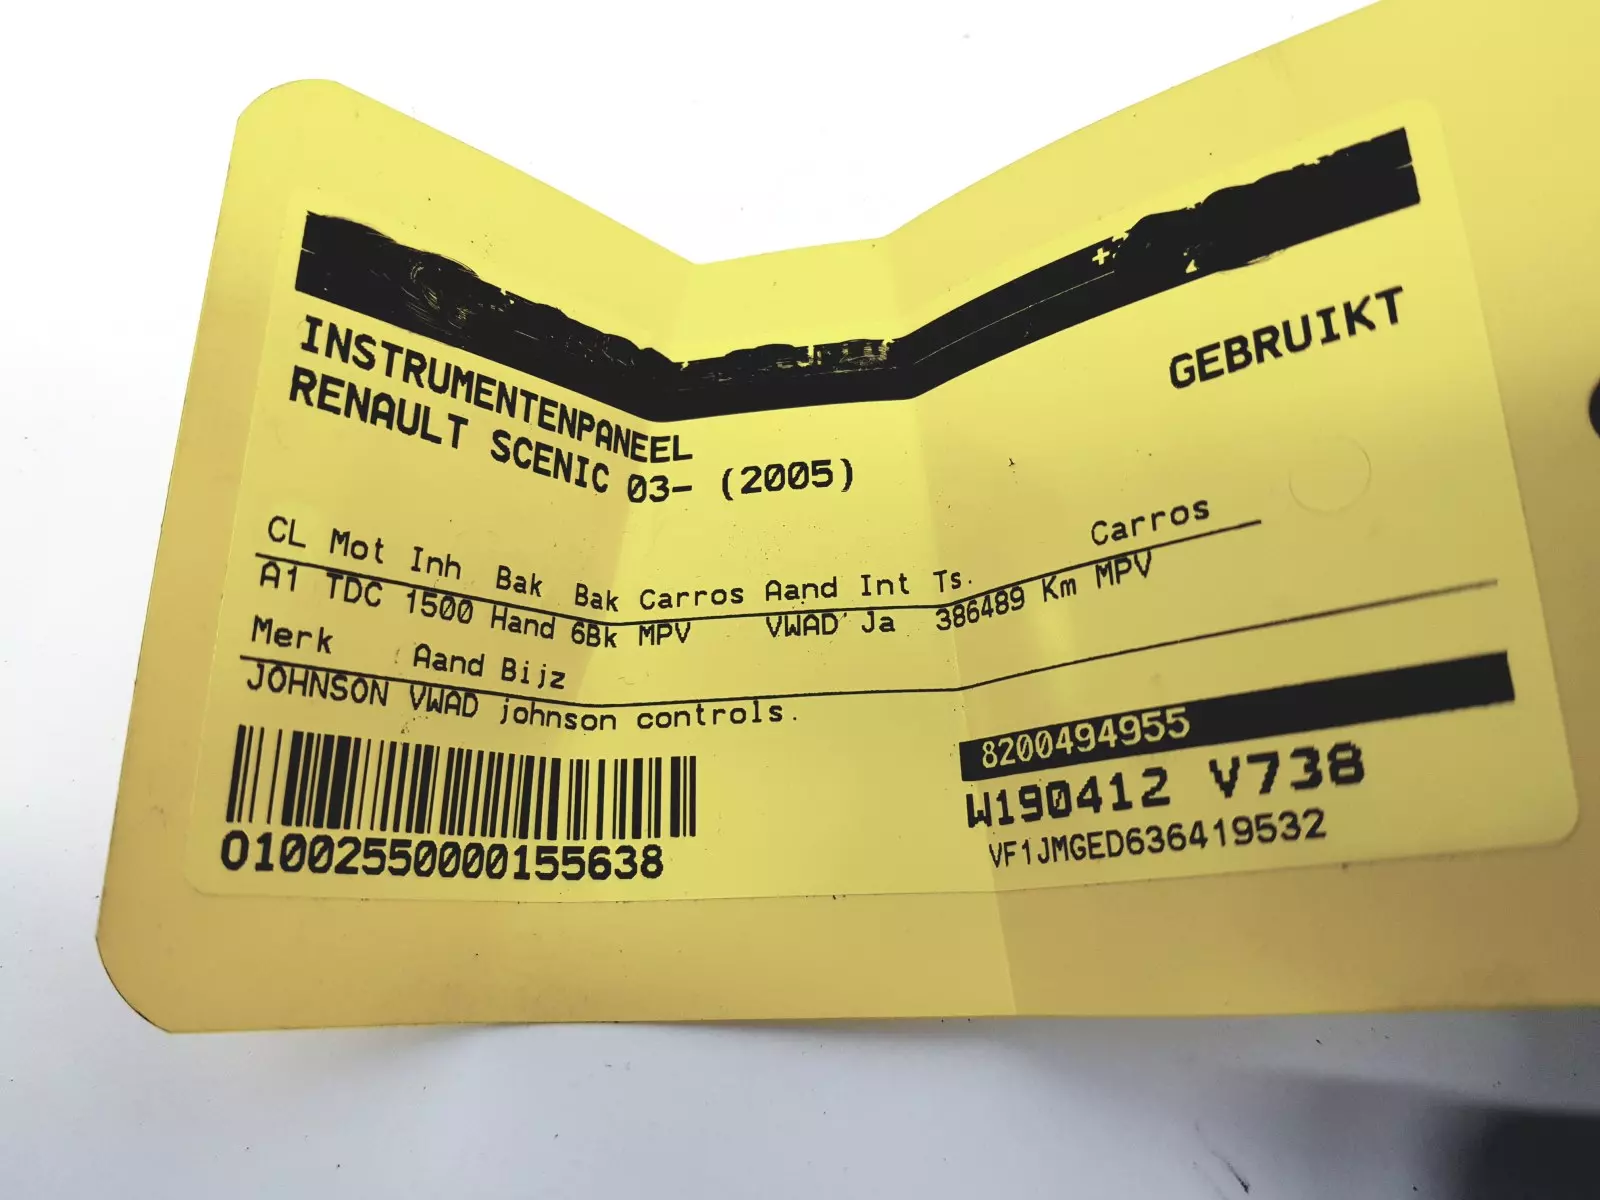 GEBRUIKT
INSTRUMENTENPANEEL
RENAULT SCENIC 03- (2005)
CL Mot Inh Bak Bak Carros Aand Int Ts. Carros
A1 TDC 1500 Hand 6Bk MPV VWAD Ja 386489 Km MPV
Merk Aand Bijz
JOHNSON VWAD johnson controls.
8200494955
W190412 V738
VF1JMGED636419532
01002550000155638